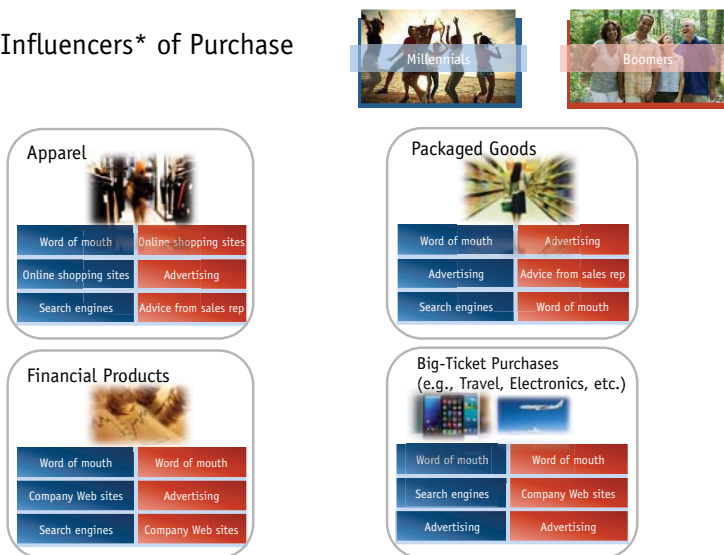 Influencers* of Purchase
Millennials
Boomers
Apparel
Word of mouth
Online shopping sites
Online shopping sites
Advertising
Search engines
Advice from sales rep
Packaged Goods
Word of mouth
Advertising
Advertising
Advice from sales rep
Search engines
Word of mouth
Financial Products
Word of mouth
Word of mouth
Company Web sites
Advertising
Search engines
Company Web sites
Big-Ticket Purchases
(e.g., Travel, Electronics, etc.)
Word of mouth
Word of mouth
Search engines
Company Web sites
Advertising
Advertising